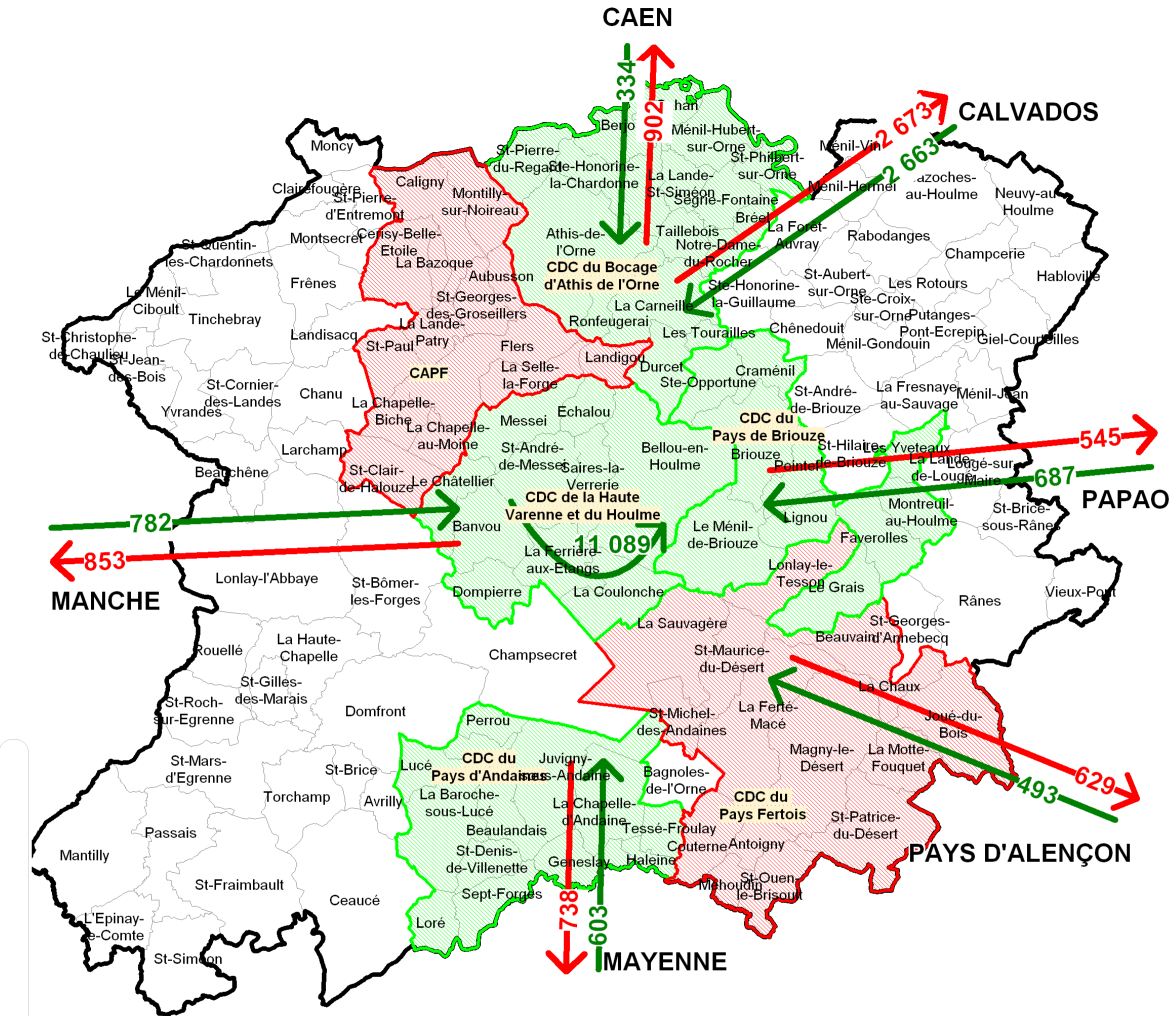 CAEN
334
902
han
Berjo
Ménil-Hubert-
sur-Orne
2 673
CALVADOS
2 663
Moncy
St-Pierre-
du-Regard
Ste-Honorine-
la-Chardonne
St-Philbert-
sur-Orne
Ménil-Vin
Ménil-Hermei
azoches-
au-Houlme
Neuvy-au-
Houlme
Clairefougère
St-Pierre-
d'Entremont
Caligny
Montilly-
sur-Noireau
La Lande-
St-Siméon
Ségrie-Fontaine
Bréel
Montsecret
Cerisy-Belle-
Etoile
La Bazoque
Athis-de-
l'Orne
Taillebois
Notre-Dame-
du-Rocher
La Forêt-
Auvray
Rabodanges
Champcerie
Habloville
St-Quentin-
les-Chardonnets
Frênes
Aubusson
CDC du Bocage
d'Athis de l'Orne
Ste-Honorine-
la-Guillaume
St-Aubert-
sur-Orne
Les Rotours
Le Ménil-
Ciboult
Tinchebray
St-Georges-
des-Groseillers
La Carneille
Ronfeugerai
Les Tourailles
Chênedouit
Ste-Croix-
sur-Orne
Putanges-
Pont-Ecrepin
Ménil-Gondouin
Giel-Courteilles
St-Christophe-
de-Chaulieu
St-Jean-
des-Bois
Landisacq
La Lande-
Patry
St-Paul
Flers
Landigou
Durcet
Ste-Opportune
Craménil
CAPF
La Selle-
la-Forge
St-Cornier-
des-Landes
Chanu
Yvrandes
La Chapelle-
Biche
La Chapelle-
au-Moine
Messei
Echalou
CDC du
Pays de Briouze
Briouze
St-André-
de-Briouze
La Fresnaye-
au-Sauvage
Ménil-Jean
Larchamp
Beauchêne
St-Clair-
de-Halouze
Le Châtellier
St-André-
de-Messei
Saires-la-
Verrerie
Bellou-en-
Houlme
Pointel
St-Hilaire-
de-Briouze
Les Yveteaux
La Lande-
de-Lougé
Lougé-sur-
Maire
545
687
PAPAO
782
853
MANCHE
Banvou
CDC de la Haute
Varenne et du Houlme
11 089
La Ferrière-
aux-Etangs
Le Ménil-
de-Briouze
Lignou
Montreuil-
au-Houlme
Faverolles
St-Brice-
sous-Rânes
Lonlay-l'Abbaye
St-Bômer-
les-Forges
Dompierre
La Coulonche
Lonlay-le-
Tesson
Le Grais
Rânes
Vieux-Pont
Rouellé
La Haute-
Chapelle
Champsecret
La Sauvagère
St-Maurice-
du-Désert
Beauvain
St-Georges-
d'Annebecq
St-Gilles-
des-Marais
St-Roch-
sur-Egrenne
Domfront
Perrou
St-Michel-
des-Andaines
La Ferté-
Macé
La Chaux
Joué-du-
Bois
St-Mars-
d'Egrenne
St-Brice
Lucé
CDC du
Pays d'Andaines
Juvigny-
sous-Andaine
Bagnoles-
de-l'Orne
Magny-le-
Désert
La Motte-
Fouquet
629
493
Torchamp
Avrilly
La Baroche-
sous-Lucé
La Chapelle-
d'Andaine
CDC du
Pays Fertois
St-Patrice-
du-Désert
Passais
Beaulandais
Tessé-Froulay
Couterne
Antoigny
PAYS D'ALENÇON
Mantilly
St-Denis-
de-Villenette
Geneslay
Haleine
Méhoudin
St-Ouen-
le-Brisoult
St-Fraimbault
Ceaucé
Sept-Forges
Loré
738
603
L'Epinay-
le-Comte
St-Siméon
MAYENNE